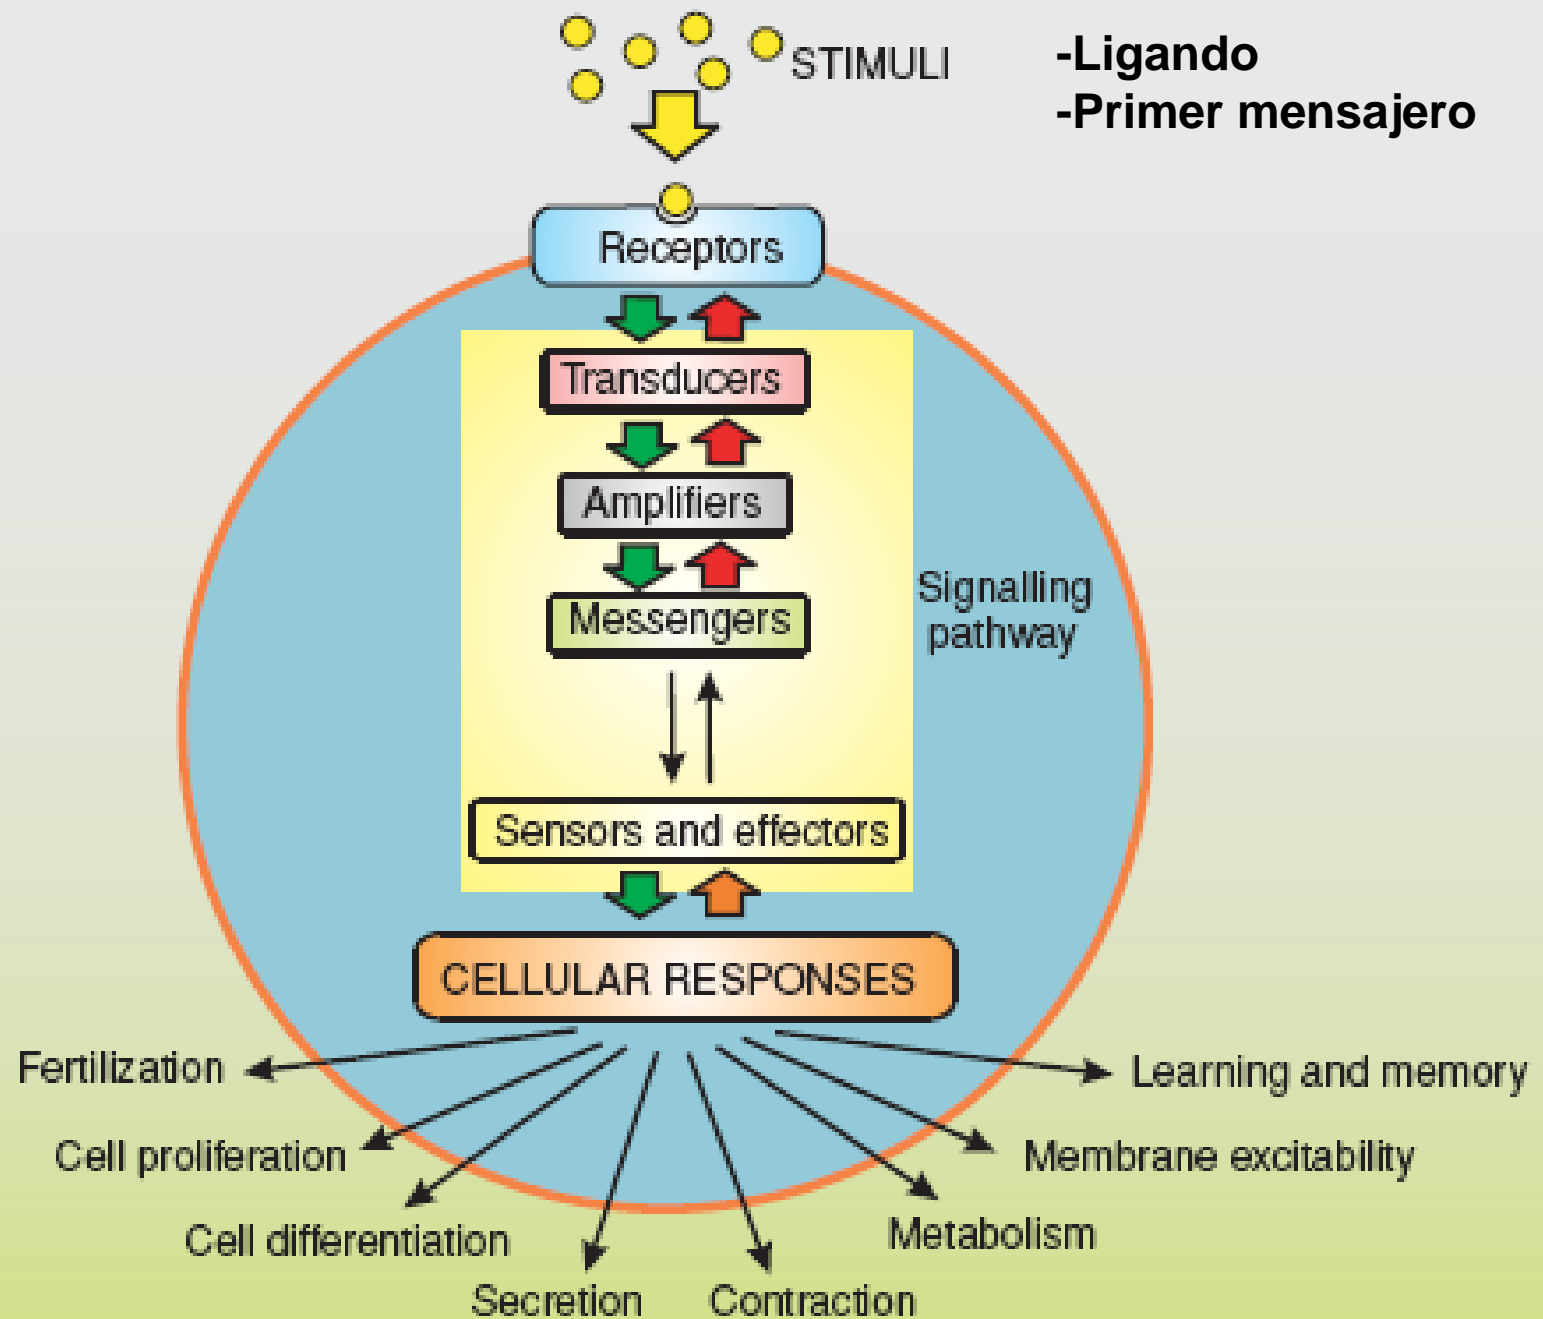 STIMULI
-Ligando
-Primer mensajero
Receptors
Transducers
Amplifiers
Messengers
Signalling
pathway
Sensors and effectors
CELLULAR RESPONSES
Fertilization
Learning and memory
Cell proliferation
Membrane excitability
Cell differentiation
Metabolism
Secretion
Contraction